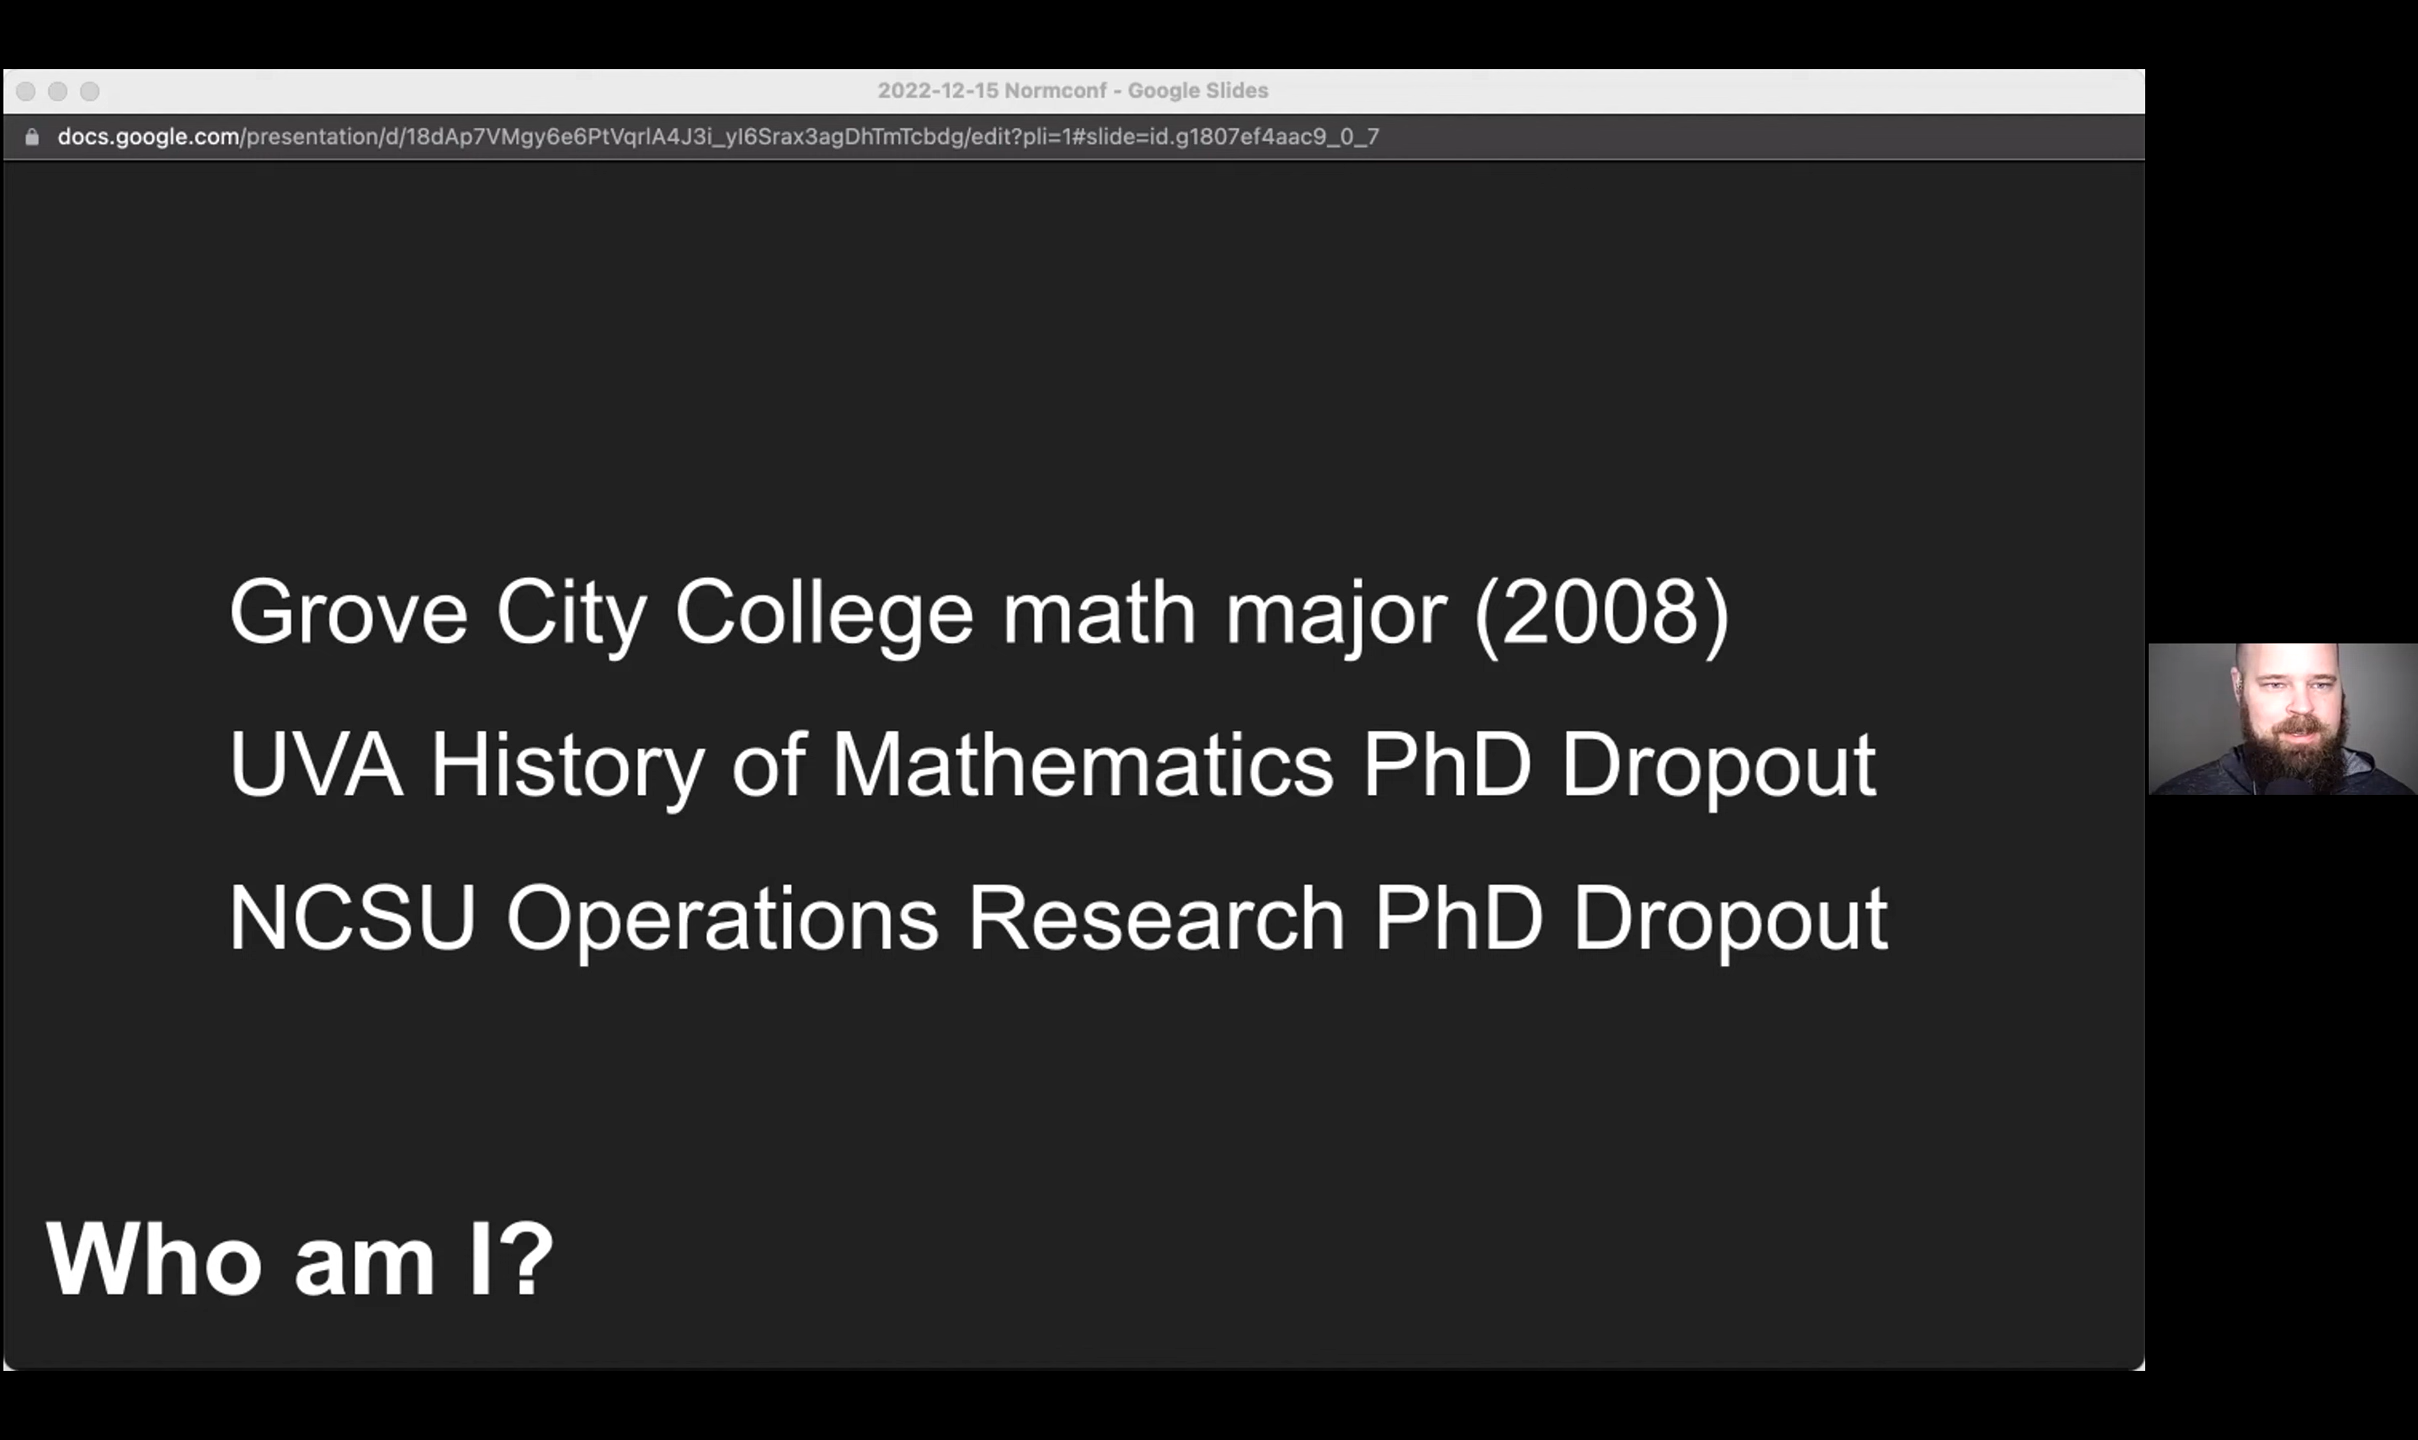 2022-12-15 Normconf - Google Slides
docs.google.com/presentation/d/18dAp7VMgy6e6PtVqrlA4J3i_yI6Srax3agDhTmTcbdg/edit?pli=1#slide=id.g1807ef4aac9_0_7
Grove City College math major (2008)
UVA History of Mathematics PhD Dropout
NCSU Operations Research PhD Dropout
Who am I?